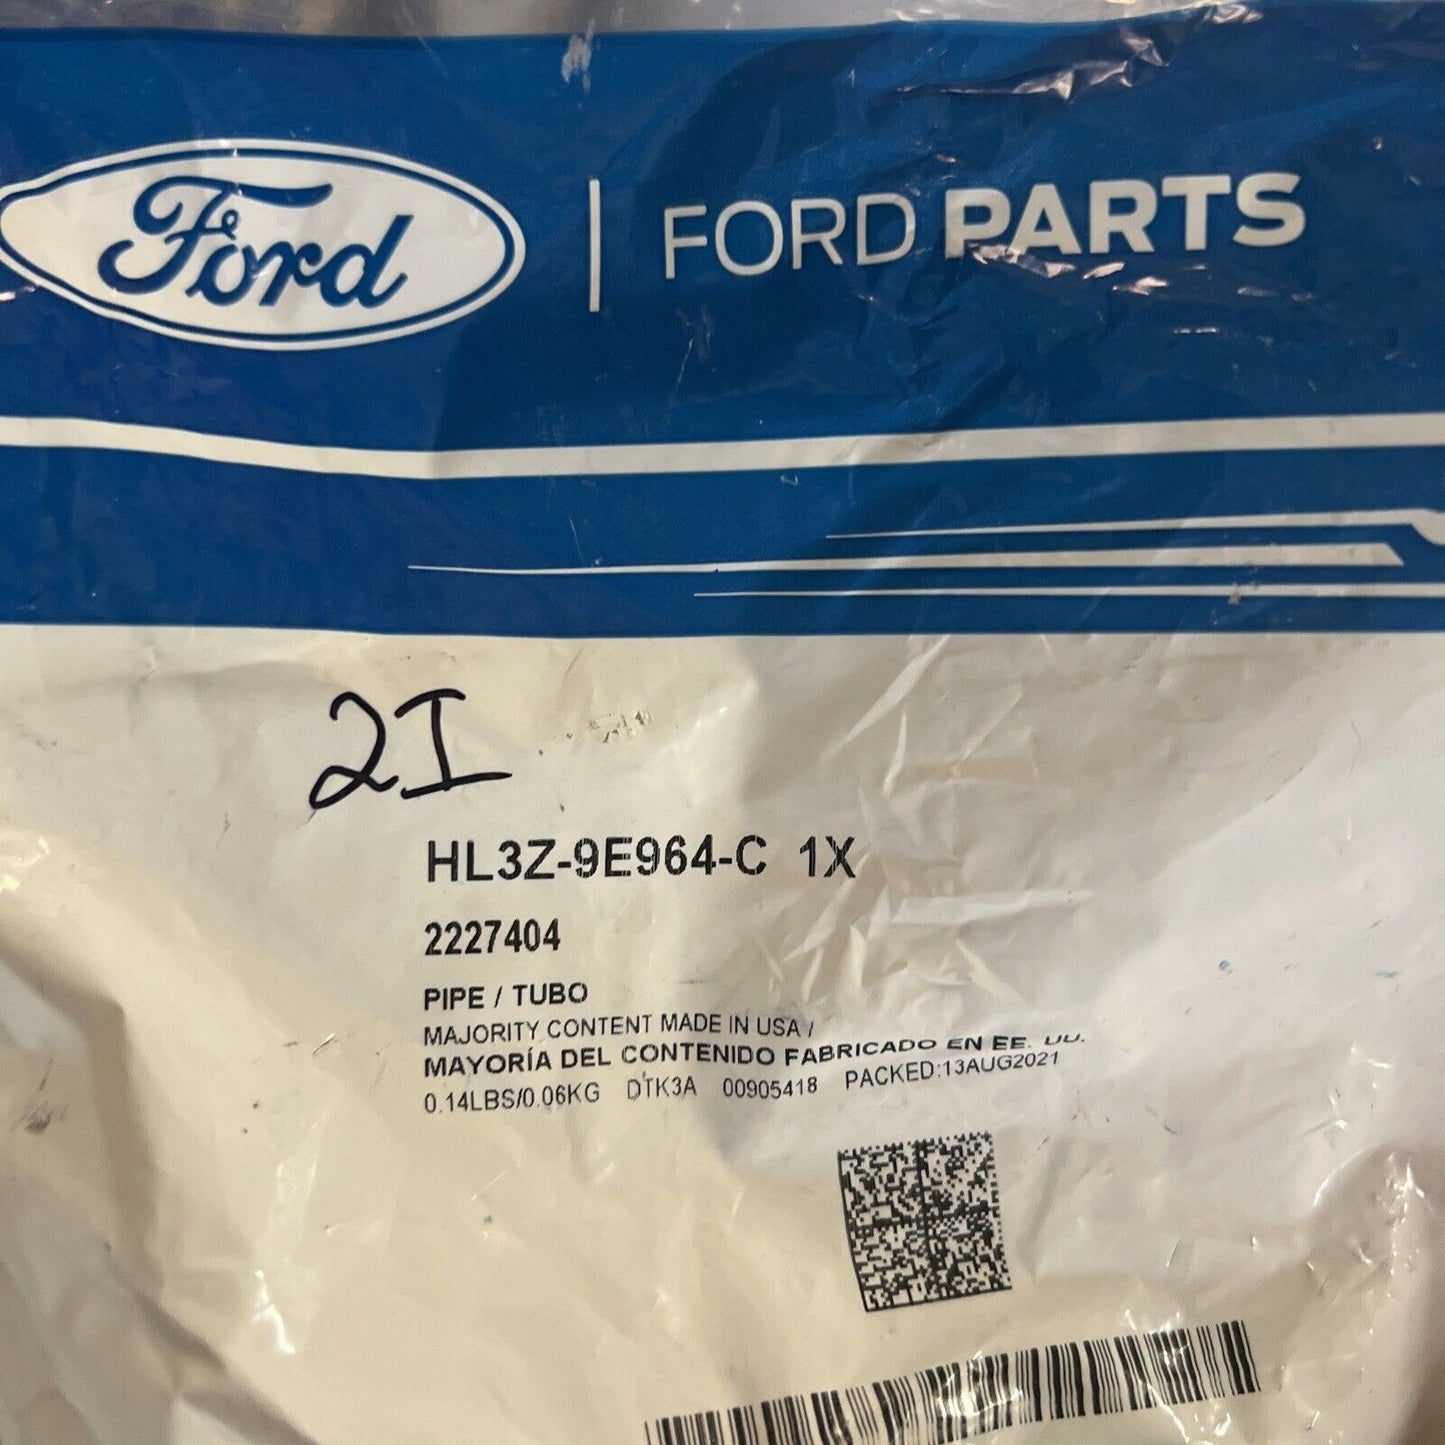 Ford | FORD PARTS
2I
HL3Z-9E964-C 1X
2227404
PIPE / TUBO
MAJORITY CONTENT MADE IN USA /
MAYORÍA DEL CONTENIDO FABRICADO EN EE. UU.
0.14LBS/0.06KG DTK3A 00905418 PACKED:13AUG2021